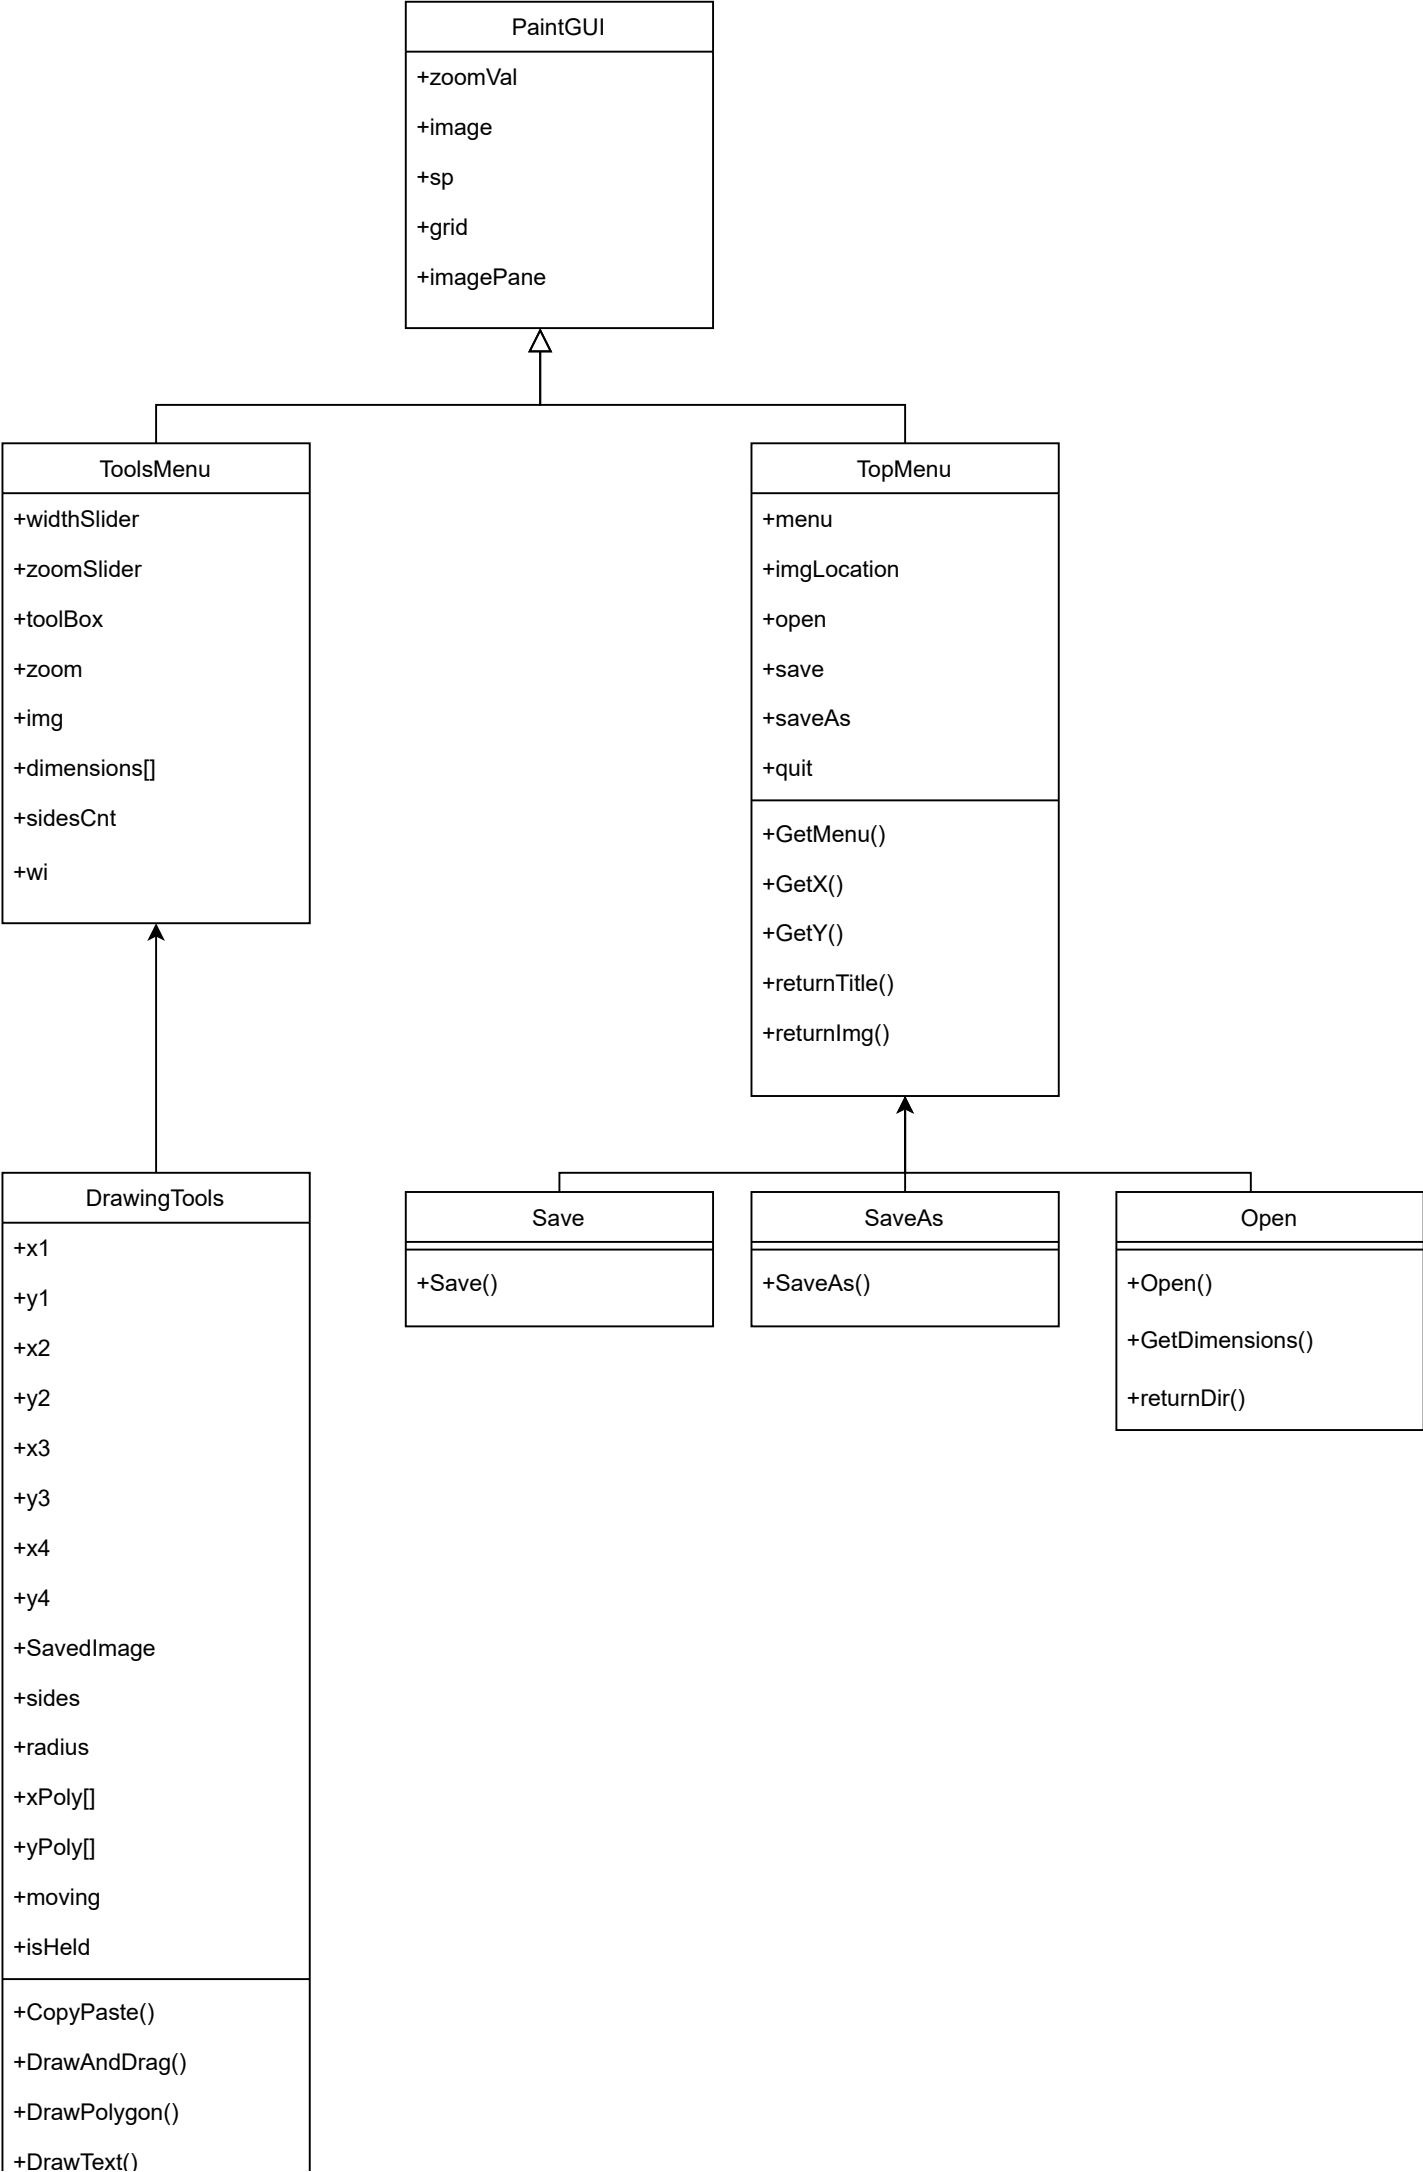 PaintGUI
+zoomVal
+image
+sp
+grid
+imagePane
ToolsMenu
+widthSlider
+zoomSlider
+toolBox
+zoom
+img
+dimensions[]
+sidesCnt
+wi
TopMenu
+menu
+imgLocation
+open
+save
+saveAs
+quit
+GetMenu()
+GetX()
+GetY()
+returnTitle()
+returnImg()
DrawingTools
+x1
+y1
+x2
+y2
+x3
+y3
+x4
+y4
+SavedImage
+sides
+radius
+xPoly[]
+yPoly[]
+moving
+isHeld
+CopyPaste()
+DrawAndDrag()
+DrawPolygon()
+DrawText()
Save
+Save()
SaveAs
+SaveAs()
Open
+Open()
+GetDimensions()
+returnDir()